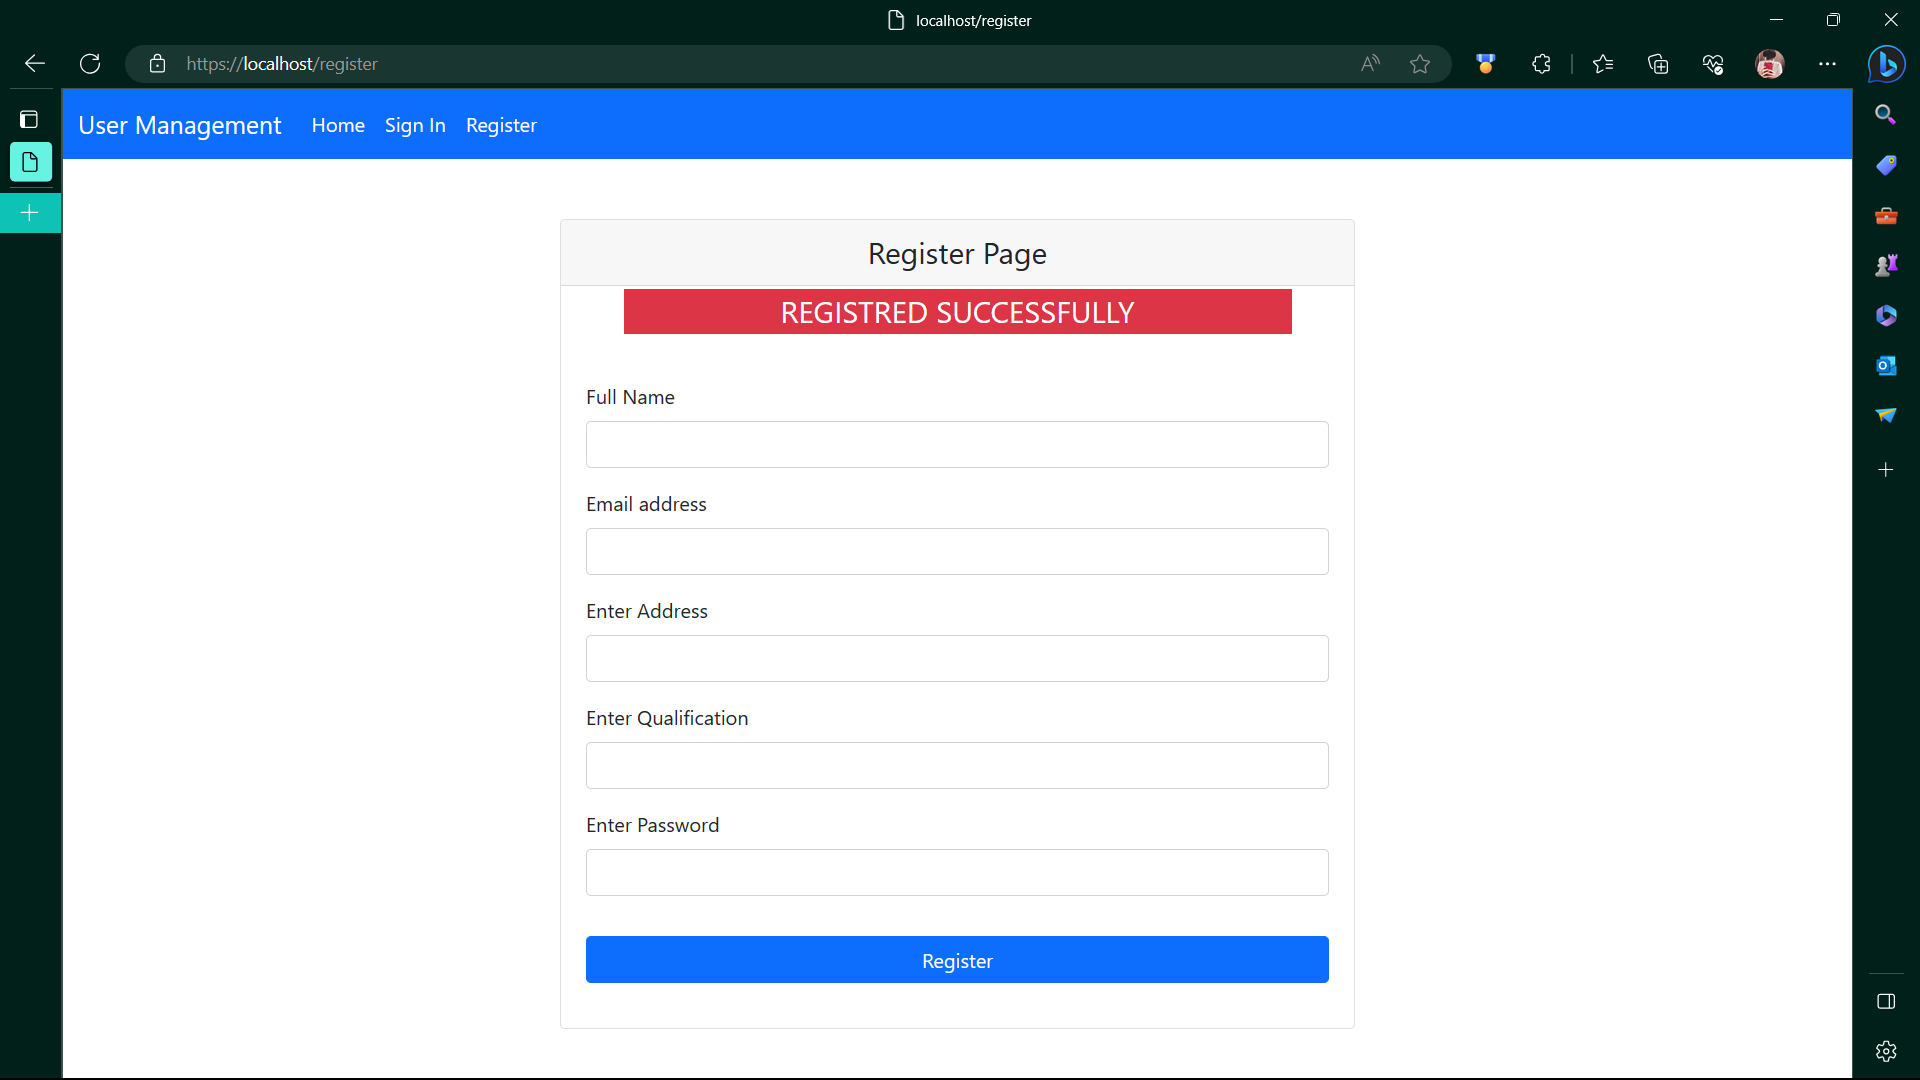 localhost/register
https://localhost/register
User Management Home Sign In Register
Register Page
REGISTRED SUCCESSFULLY
Full Name
Email address
Enter Address
Enter Qualification
Enter Password
Register